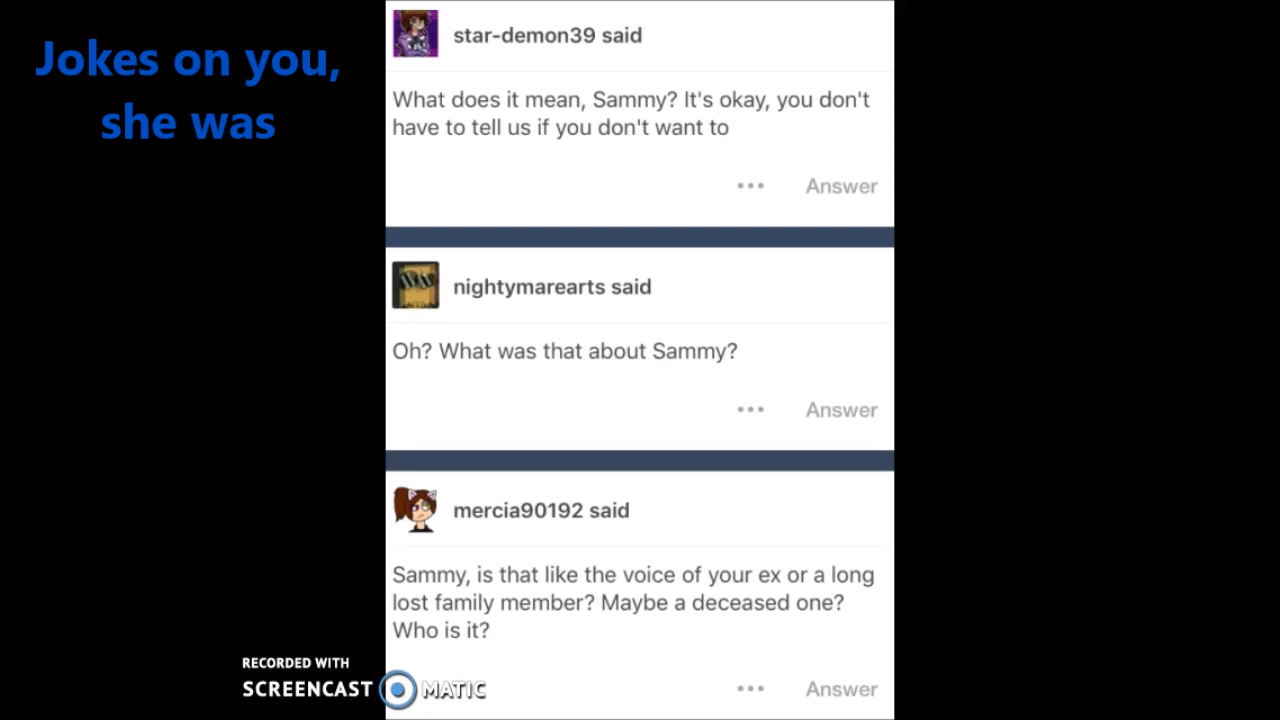 Jokes on you,
she was
star-demon39 said
What does it mean, Sammy? It's okay, you don't
have to tell us if you don't want to
••• Answer
nightymarearts said
Oh? What was that about Sammy?
••• Answer
mercia90192 said
Sammy, is that like the voice of your ex or a long
lost family member? Maybe a deceased one?
Who is it?
••• Answer
RECORDED WITH
SCREENCAST MATIC